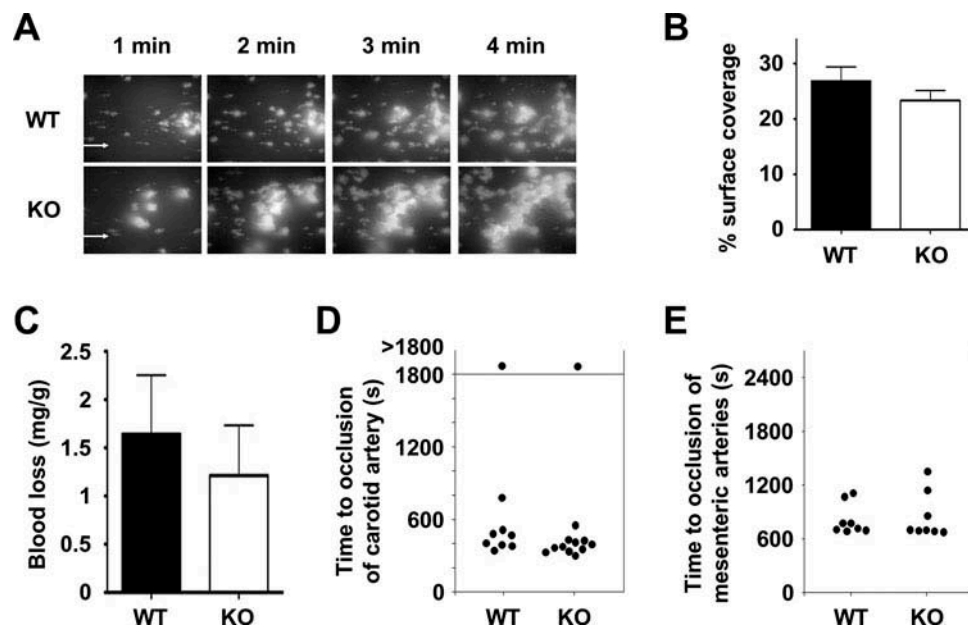 A
1 min 2 min 3 min 4 min
WT
KO
B
% surface coverage
30
20
10
0
WT KO
C
Blood loss (mg/g)
2.5
2
1.5
1
0.5
0
WT KO
D
Time to occlusion
of carotid artery (s)
>1800
1800
1200
600
0
WT KO
E
Time to occlusion of
mesenteric arteries (s)
2400
1800
1200
600
0
WT KO